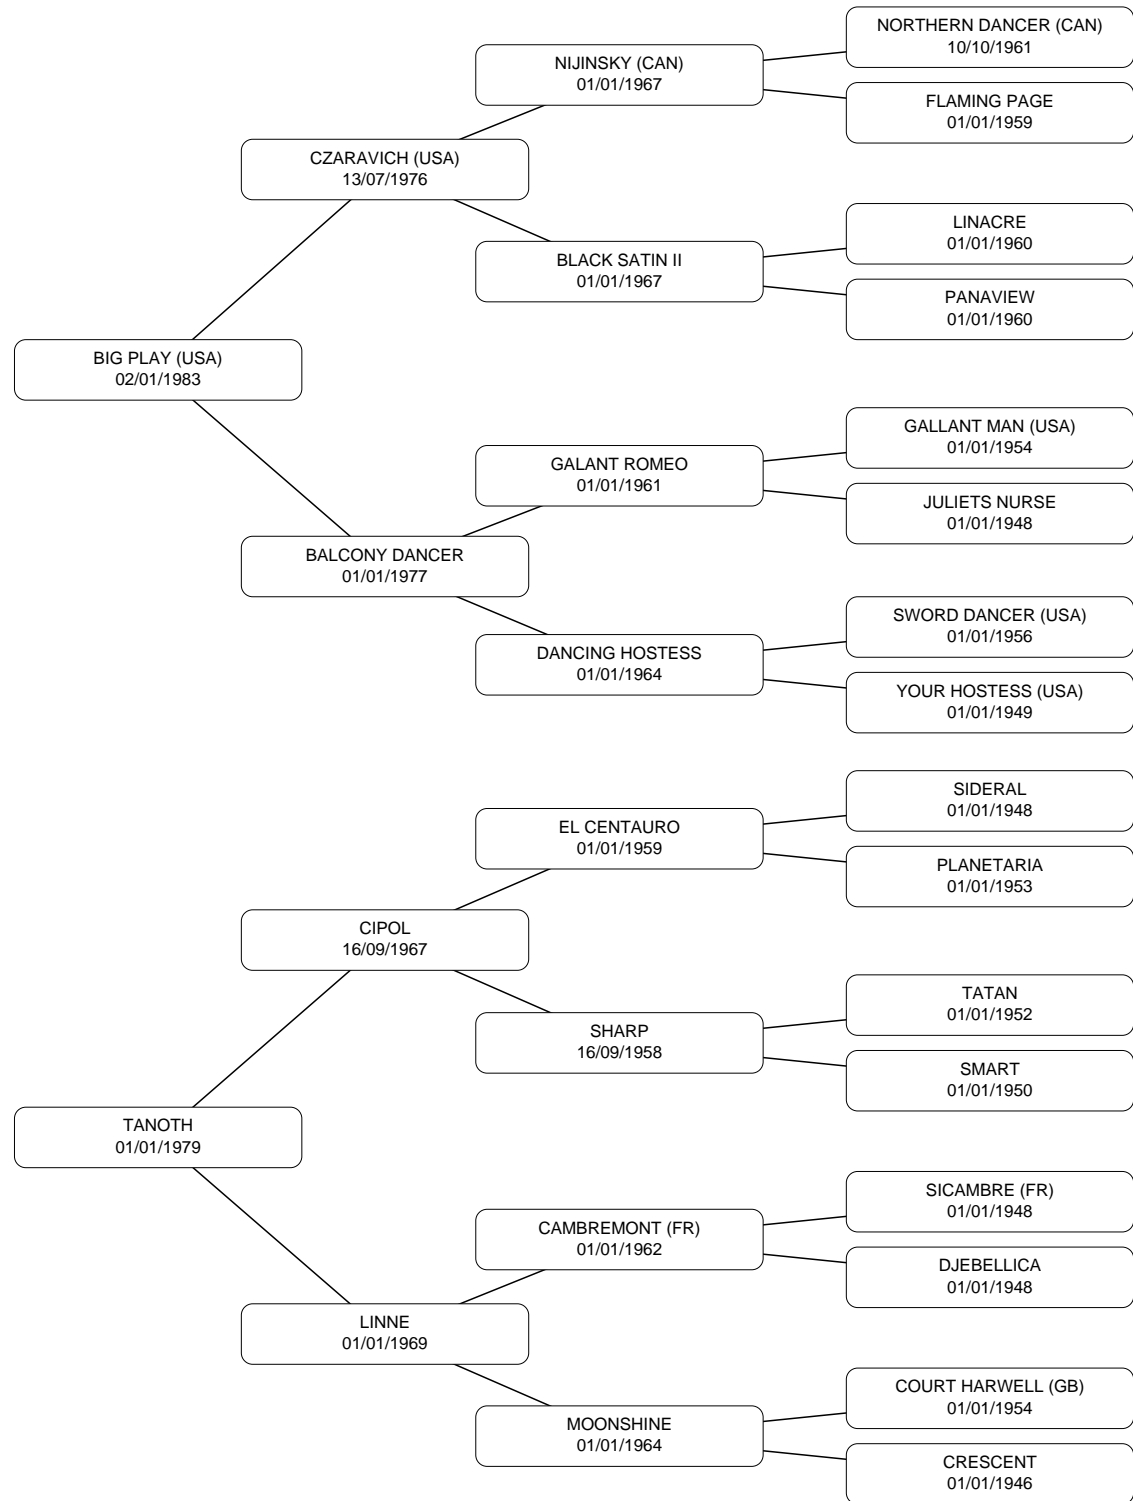 NORTHERN DANCER (CAN)
10/10/1961
NIJINSKY (CAN)
01/01/1967
FLAMING PAGE
01/01/1959
CZARAVICH (USA)
13/07/1976
LINACRE
01/01/1960
BLACK SATIN II
01/01/1967
PANAVIEW
01/01/1960
BIG PLAY (USA)
02/01/1983
GALLANT MAN (USA)
01/01/1954
GALANT ROMEO
01/01/1961
JULIETS NURSE
01/01/1948
BALCONY DANCER
01/01/1977
SWORD DANCER (USA)
01/01/1956
DANCING HOSTESS
01/01/1964
YOUR HOSTESS (USA)
01/01/1949
SIDERAL
01/01/1948
EL CENTAURO
01/01/1959
PLANETARIA
01/01/1953
CIPOL
16/09/1967
TATAN
01/01/1952
SHARP
16/09/1958
SMART
01/01/1950
TANOTH
01/01/1979
SICAMBRE (FR)
01/01/1948
CAMBREMONT (FR)
01/01/1962
DJEBELLICA
01/01/1948
LINNE
01/01/1969
COURT HARWELL (GB)
01/01/1954
MOONSHINE
01/01/1964
CRESCENT
01/01/1946